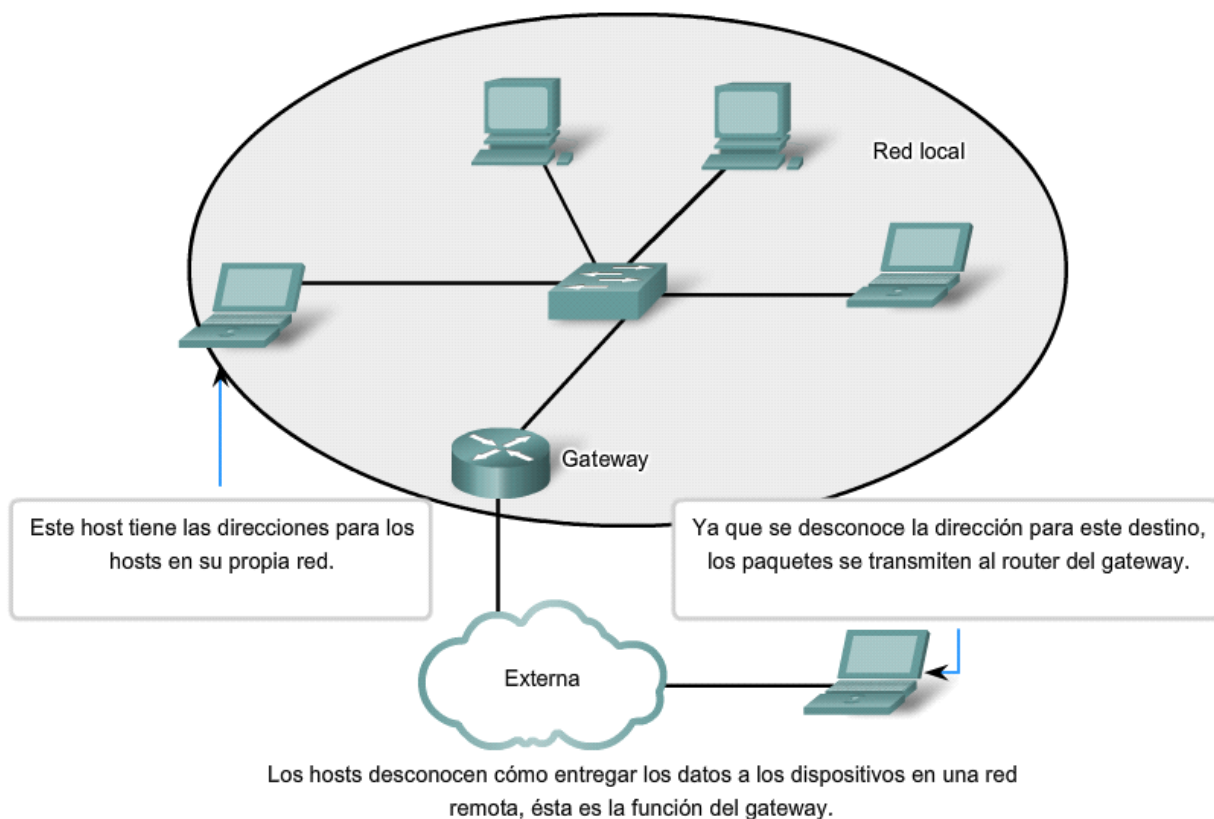 Red local
Gateway
Este host tiene las direcciones para los
hosts en su propia red.
Ya que se desconoce la dirección para este destino,
los paquetes se transmiten al router del gateway.
Externa
Los hosts desconocen cómo entregar los datos a los dispositivos en una red
remota, ésta es la función del gateway.